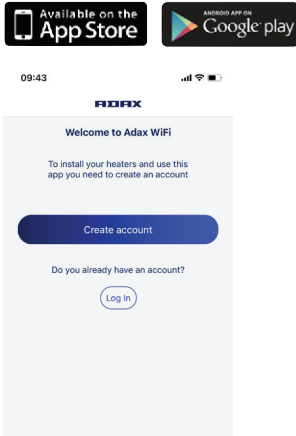 Available on the
App Store
ANDROID APP ON
Google play
09:43
ADAX
Welcome to Adax WiFi
To install your heaters and use this
app you need to create an account
Create account
Do you already have an account?
Log In